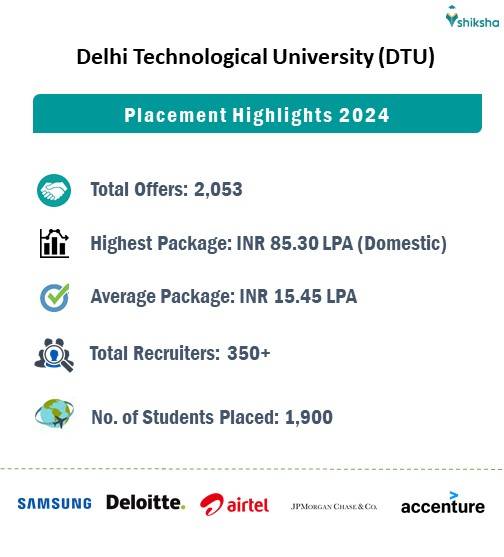 shiksha
Delhi Technological University (DTU)
Placement Highlights 2024
Total Offers: 2,053
Highest Package: INR 85.30 LPA (Domestic)
Average Package: INR 15.45 LPA
Total Recruiters: 350+
No. of Students Placed: 1,900
SAMSUNG Deloitte. airtel JPMORGAN CHASE & CO. accenture